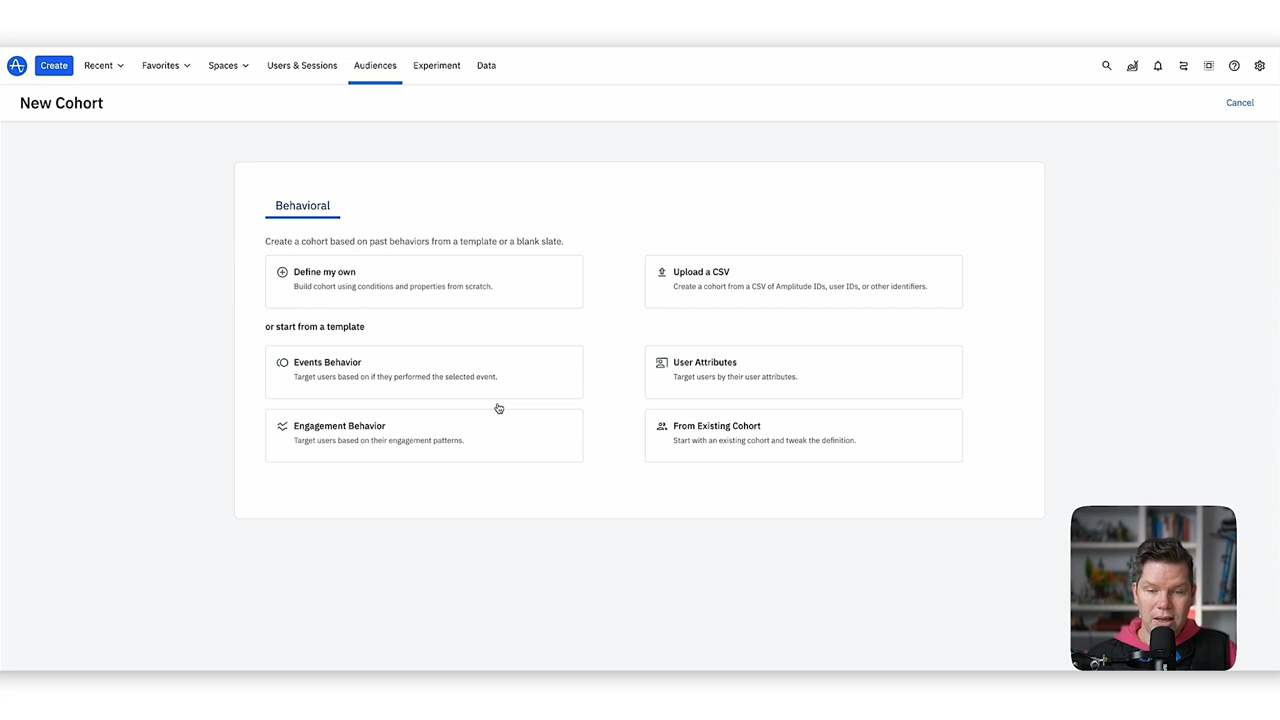 Create
Recent
Favorites
Spaces
Users & Sessions
Audiences
Experiment
Data
New Cohort
Cancel
Behavioral
Create a cohort based on past behaviors from a template or a blank slate.
Define my own
Build cohort using conditions and properties from scratch.
Upload a CSV
Create a cohort from a CSV of Amplitude IDs, user IDs, or other identifiers.
or start from a template
Events Behavior
Target users based on if they performed the selected event.
User Attributes
Target users by their user attributes.
Engagement Behavior
Target users based on their engagement patterns.
From Existing Cohort
Start with an existing cohort and tweak the definition.